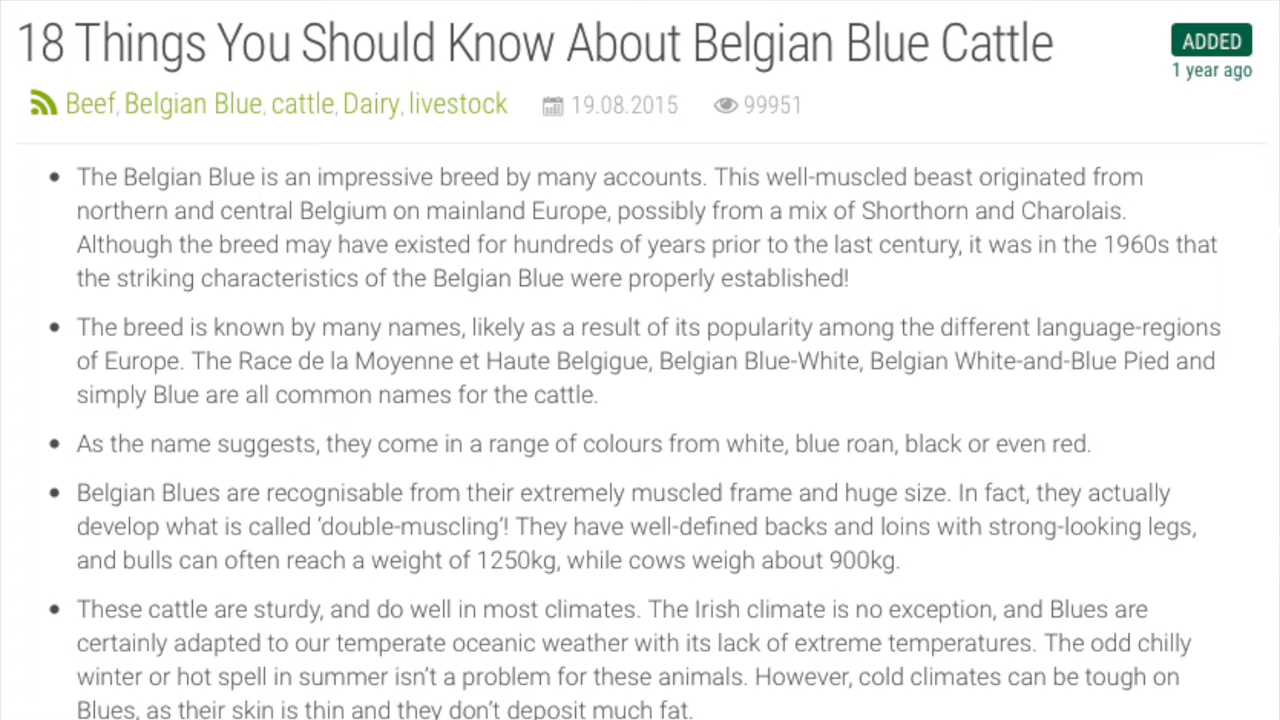 18 Things You Should Know About Belgian Blue Cattle
ADDED
1 year ago
Beef, Belgian Blue, cattle, Dairy, livestock 19.08.2015 99951
• The Belgian Blue is an impressive breed by many accounts. This well-muscled beast originated from
northern and central Belgium on mainland Europe, possibly from a mix of Shorthorn and Charolais.
Although the breed may have existed for hundreds of years prior to the last century, it was in the 1960s that
the striking characteristics of the Belgian Blue were properly established!
• The breed is known by many names, likely as a result of its popularity among the different language-regions
of Europe. The Race de la Moyenne et Haute Belgigue, Belgian Blue-White, Belgian White-and-Blue Pied and
simply Blue are all common names for the cattle.
• As the name suggests, they come in a range of colours from white, blue roan, black or even red.
• Belgian Blues are recognisable from their extremely muscled frame and huge size. In fact, they actually
develop what is called ‘double-muscling’! They have well-defined backs and loins with strong-looking legs,
and bulls can often reach a weight of 1250kg, while cows weigh about 900kg.
• These cattle are sturdy, and do well in most climates. The Irish climate is no exception, and Blues are
certainly adapted to our temperate oceanic weather with its lack of extreme temperatures. The odd chilly
winter or hot spell in summer isn’t a problem for these animals. However, cold climates can be tough on
Blues, as their skin is thin and they don’t deposit much fat.